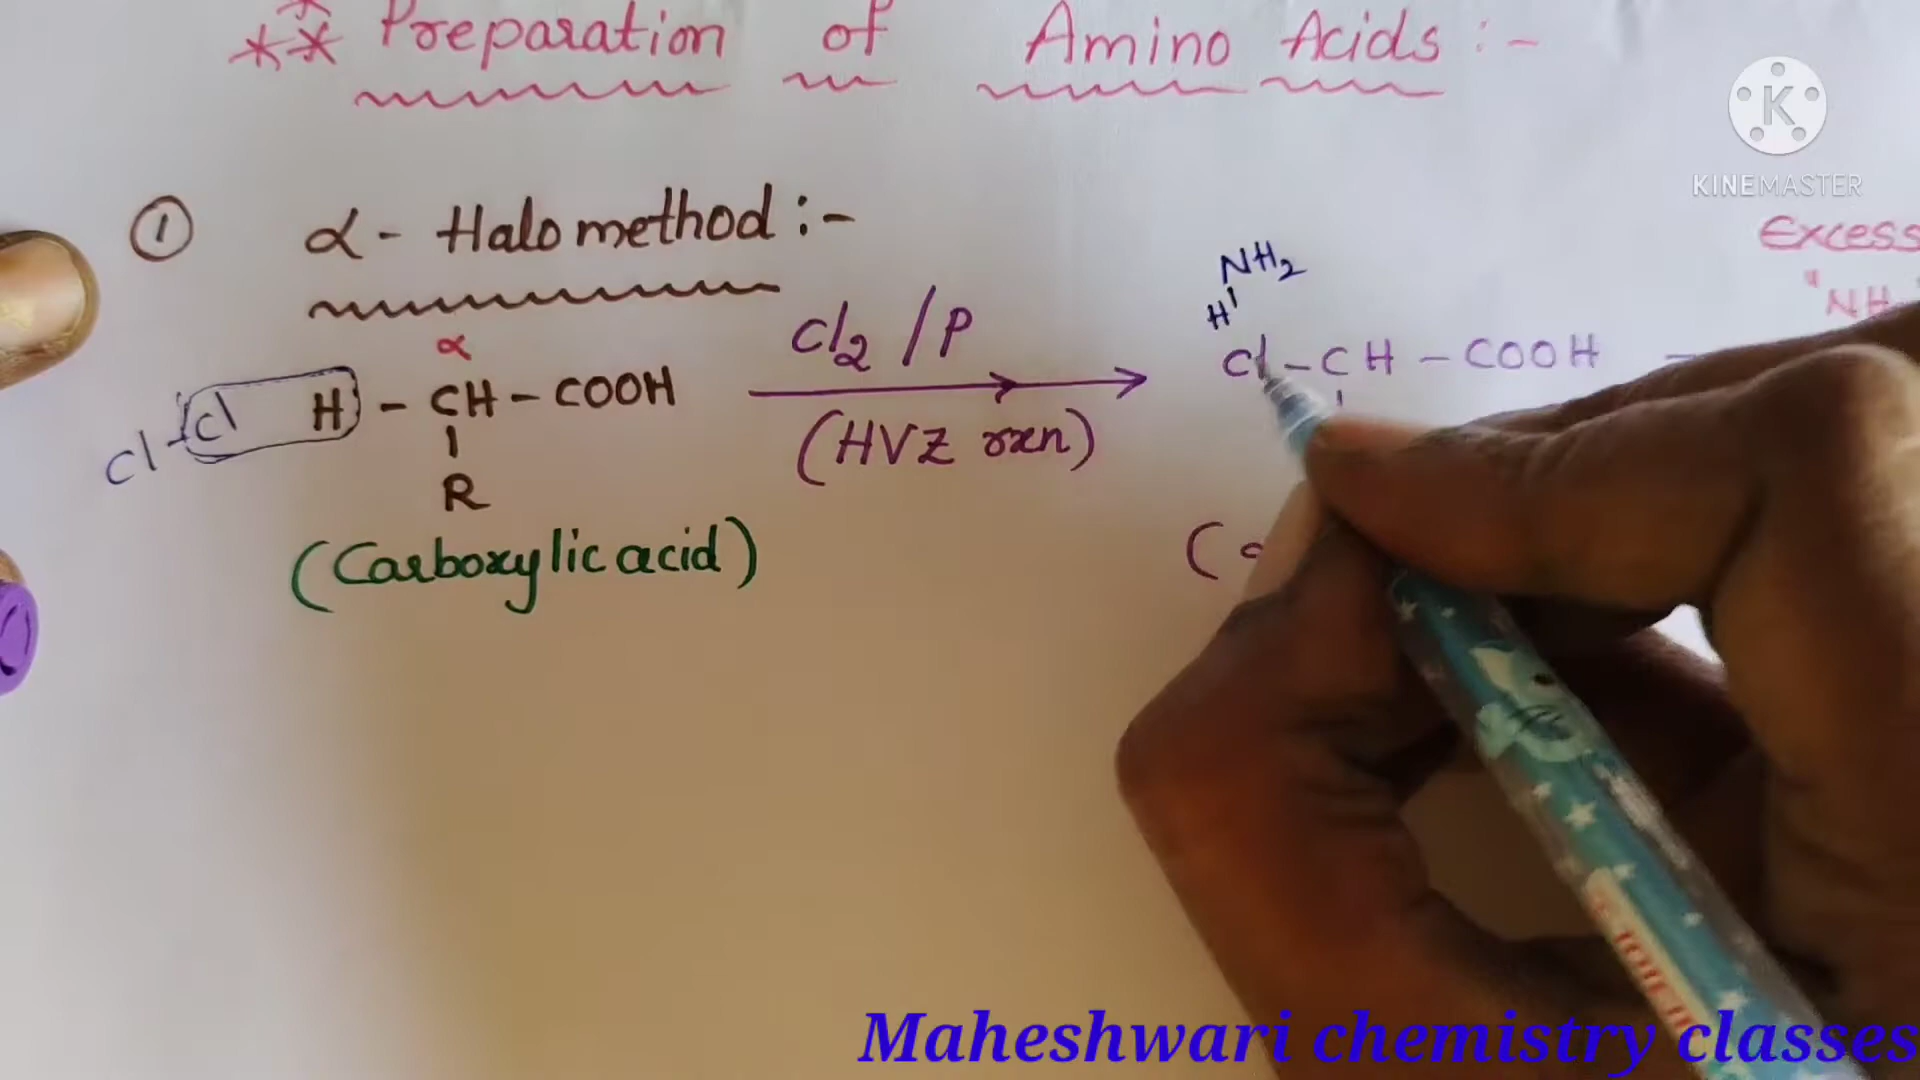 ** Preparation of Amino Acids :-
KINEMASTER
① α - Halo method :-
Excess
"NH
NH2
H
α
Cl2 / P
Cl - CH - COOH
Cl - Cl H - CH - COOH
(HVZ rxn)
R
(Carboxylic acid)
Maheshwari chemistry classes